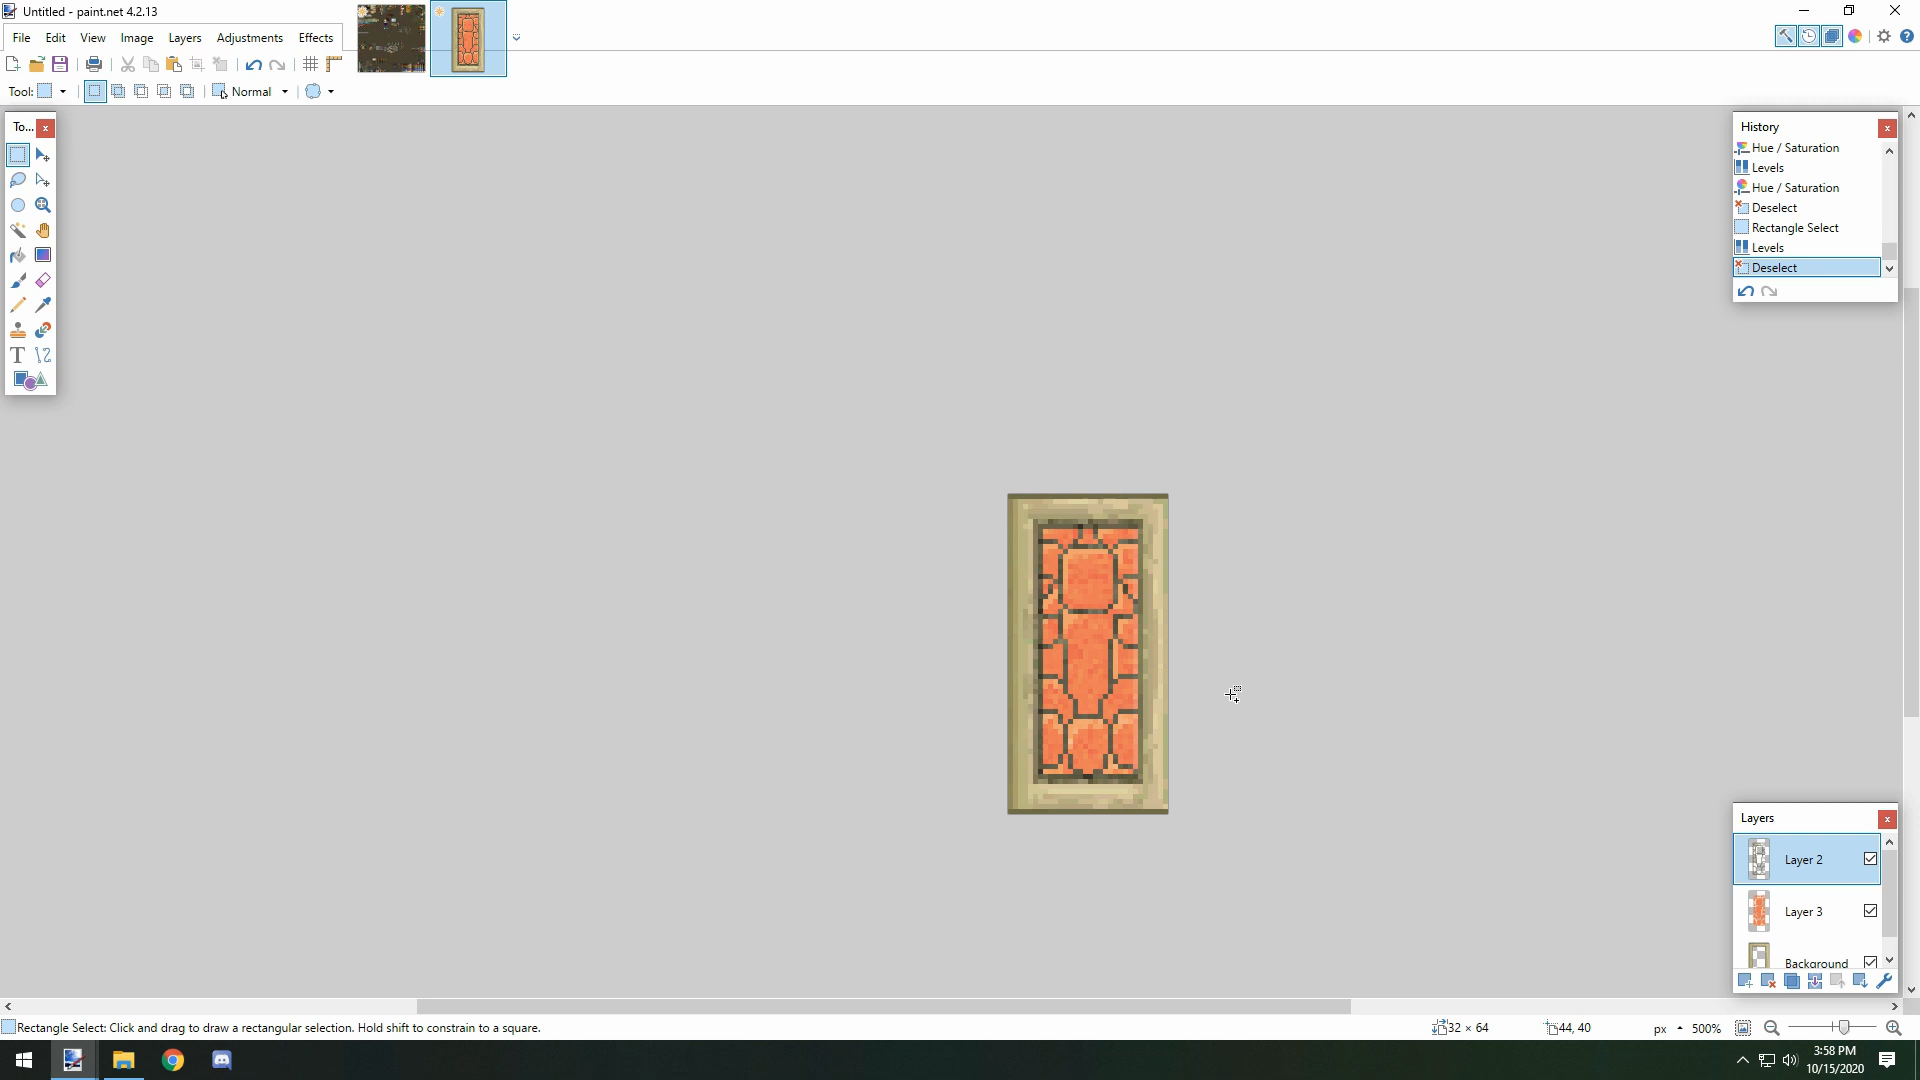 Untitled - paint.net 4.2.13
File Edit View Image Layers Adjustments Effects
Tool: Normal
To...
History
Hue / Saturation
Levels
Hue / Saturation
Deselect
Rectangle Select
Levels
Deselect
Layers
Layer 2
Layer 3
Background
Rectangle Select: Click and drag to draw a rectangular selection. Hold shift to constrain to a square.
32 × 64
44, 40
px
500%
3:58 PM
10/15/2020